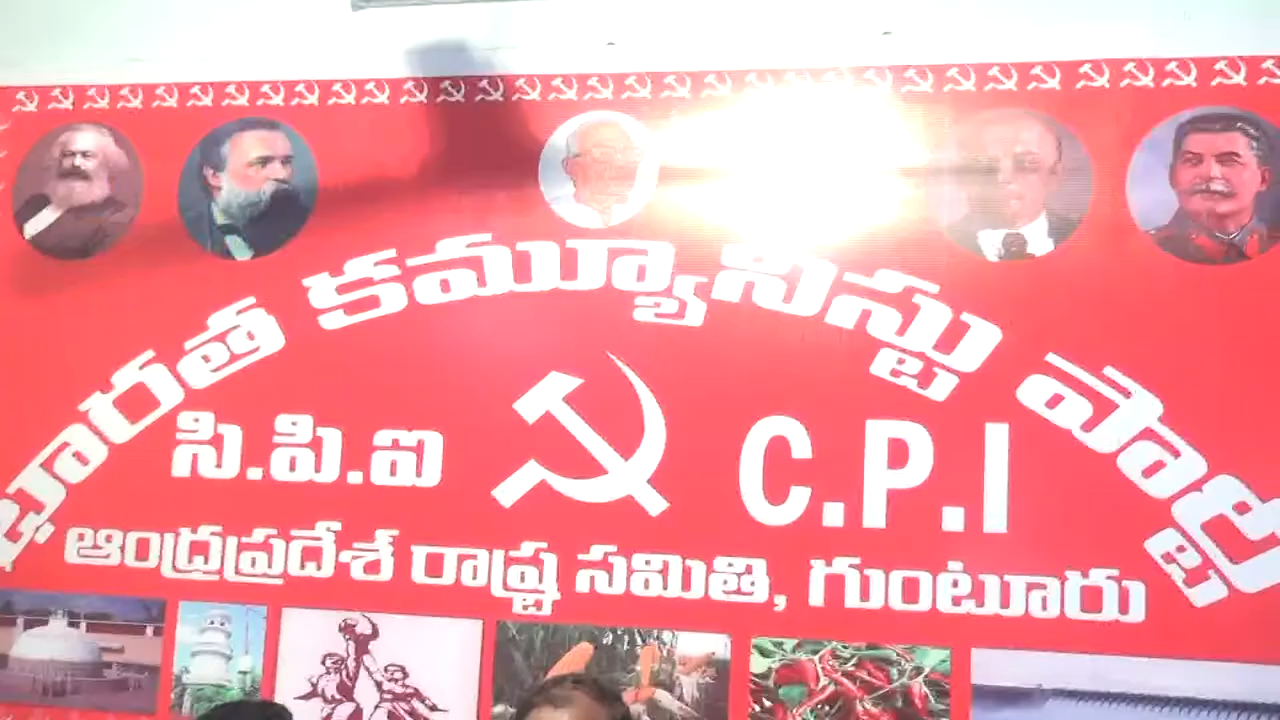 భారత కమ్యూనిస్టు పార్టీ
సి.పి.ఐ C.P.I
ఆంధ్రప్రదేశ్ రాష్ట్ర సమితి, గుంటూరు